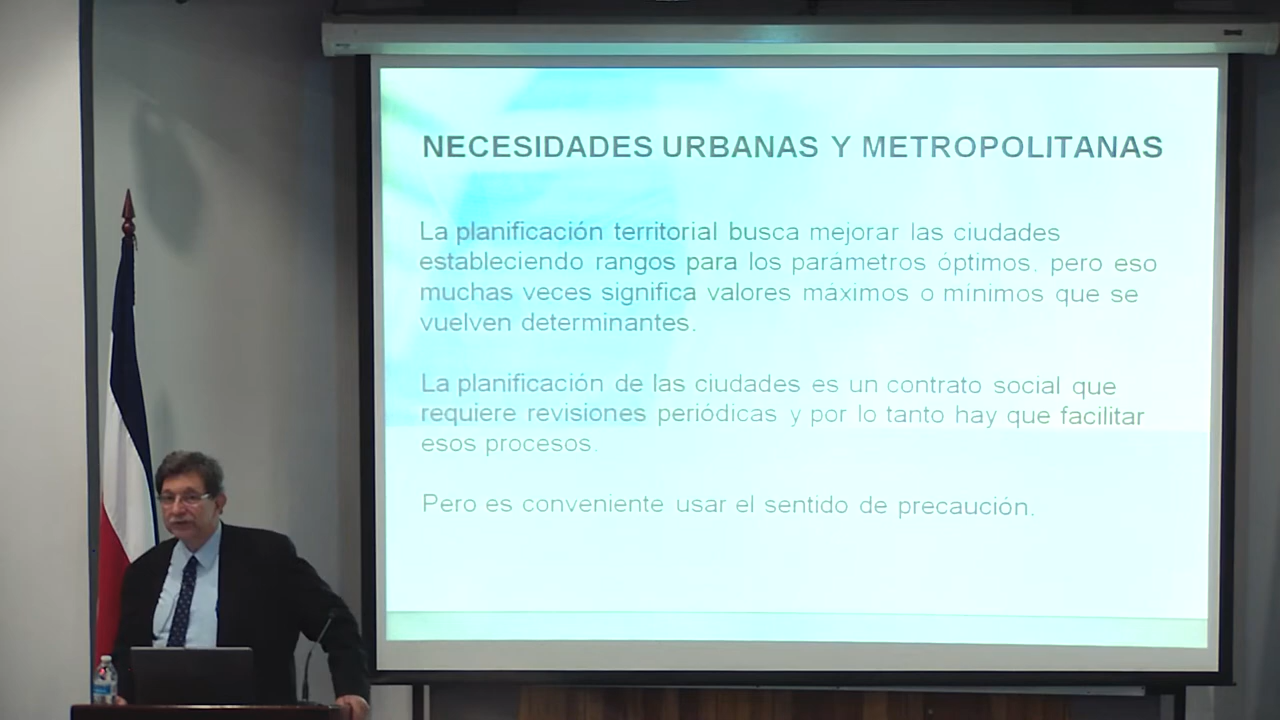 NECESIDADES URBANAS Y METROPOLITANAS
La planificación territorial busca mejorar las ciudades
estableciendo rangos para los parámetros óptimos, pero eso
muchas veces significa valores máximos o mínimos que se
vuelven determinantes.
La planificación de las ciudades es un contrato social que
requiere revisiones periódicas y por lo tanto hay que facilitar
esos procesos.
Pero es conveniente usar el sentido de precaución.